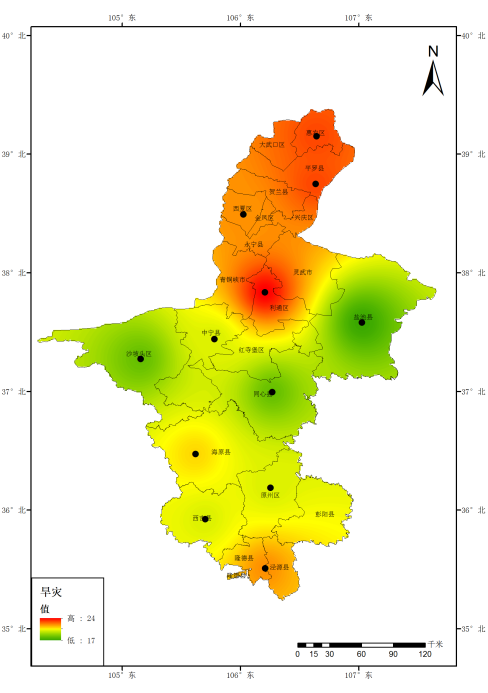 105° 东 106° 东 107° 东
40° 北 40° 北
N
惠农区
大武口区
39° 北 39° 北
平罗县
贺兰县
西夏区
金凤区 兴庆区
永宁县
38° 北 38° 北
灵武市
青铜峡市
利通区
盐池县
中宁县
红寺堡区
沙坡头区
37° 北 37° 北
同心县
海原县
原州区
36° 北 36° 北
彭阳县
西吉县
隆德县
泾源县
旱灾
值
高 : 24
低 : 17
35° 北 35° 北
千米
0 15 30 60 90 120
105° 东 106° 东 107° 东